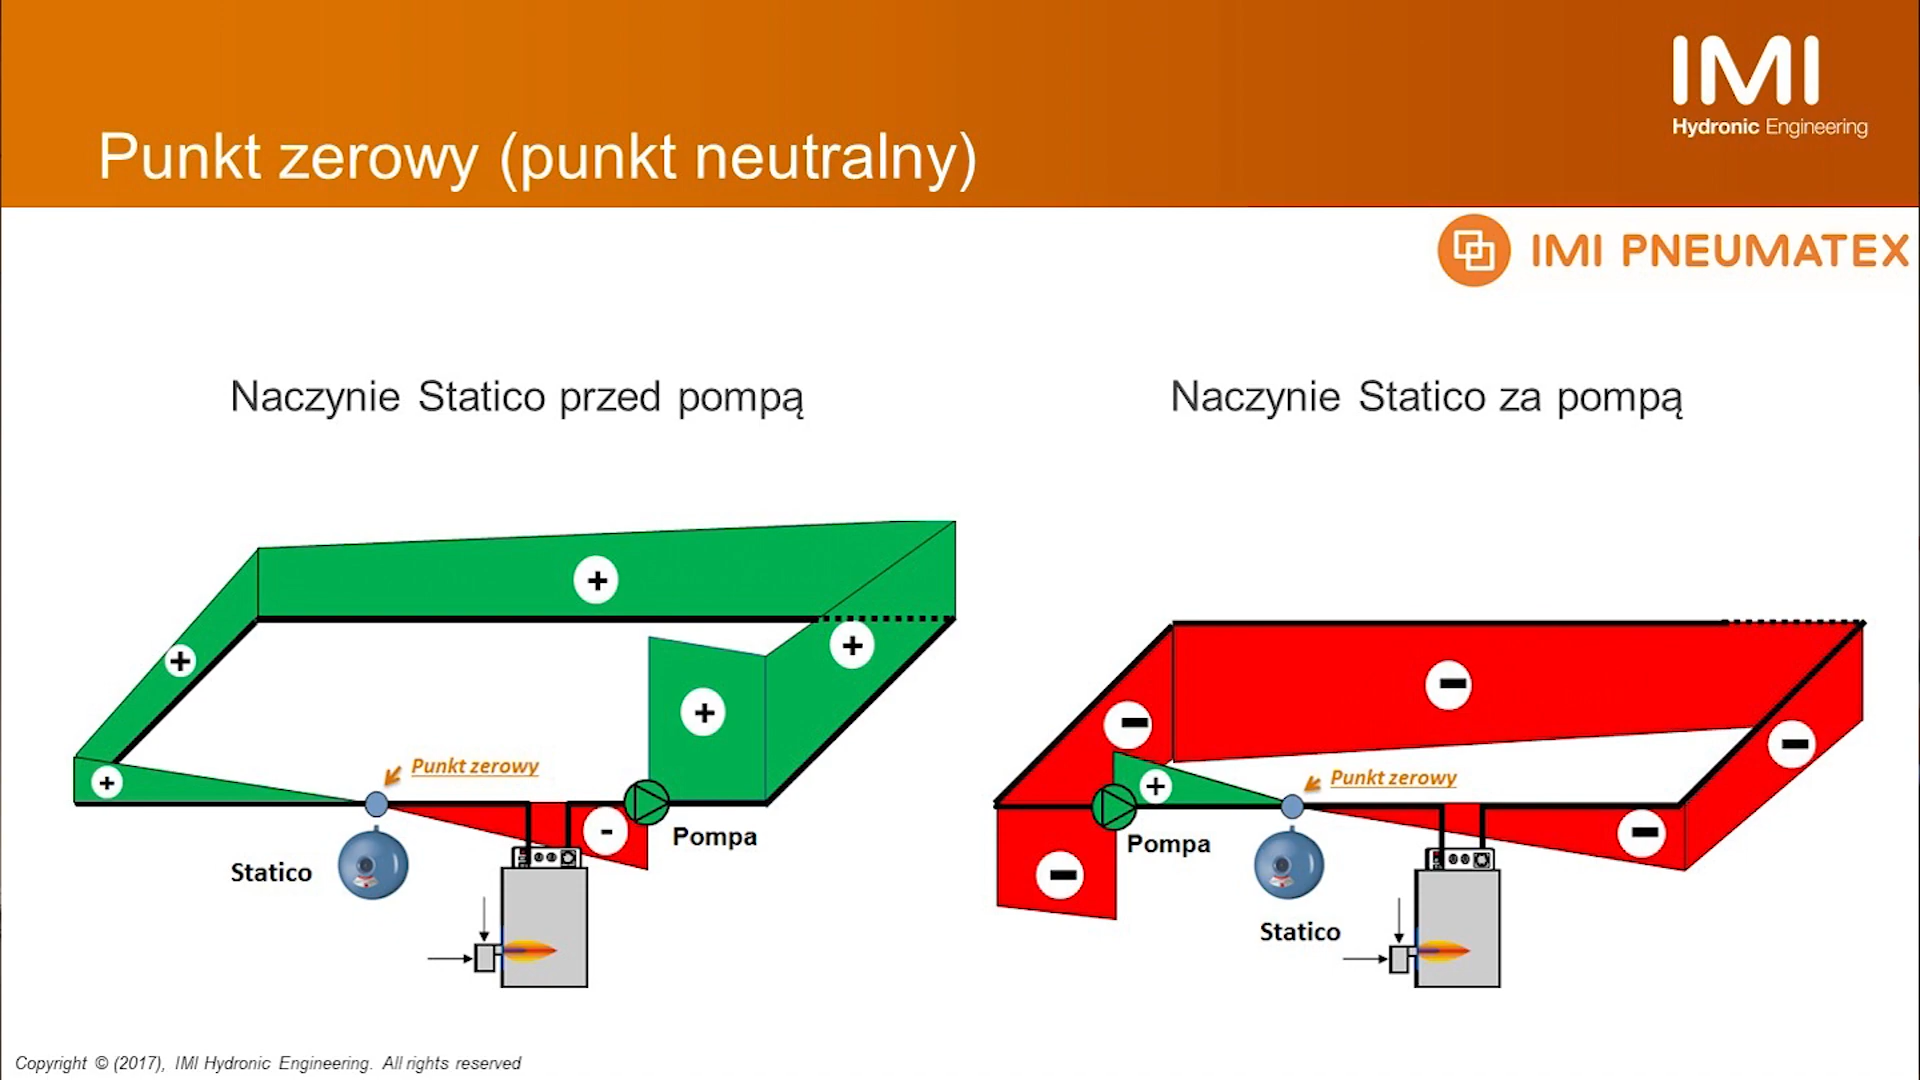 IMI
Hydronic Engineering
Punkt zerowy (punkt neutralny)
IMI PNEUMATEX
Naczynie Statico przed pompą
Naczynie Statico za pompą
+
+
+
+
+
Punkt zerowy
-
Pompa
Statico
-
-
-
+
Punkt zerowy
-
Pompa
-
Statico
Copyright © (2017), IMI Hydronic Engineering. All rights reserved